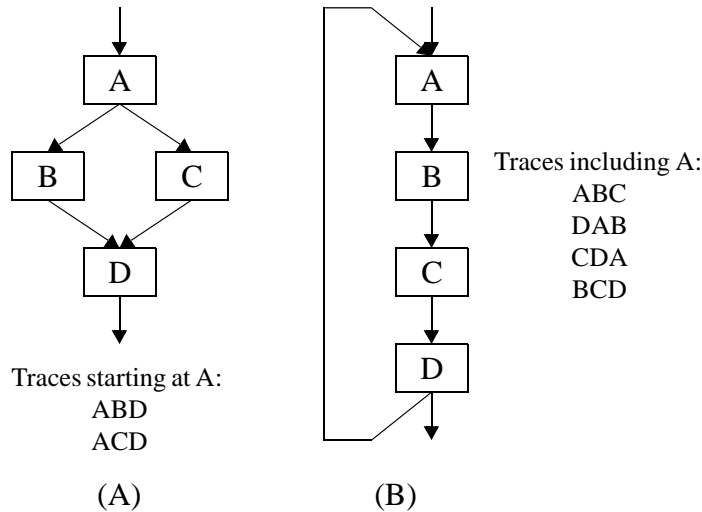 A
B
C
D
Traces starting at A:
ABD
ACD
(A)
A
B
C
D
Traces including A:
ABC
DAB
CDA
BCD
(B)